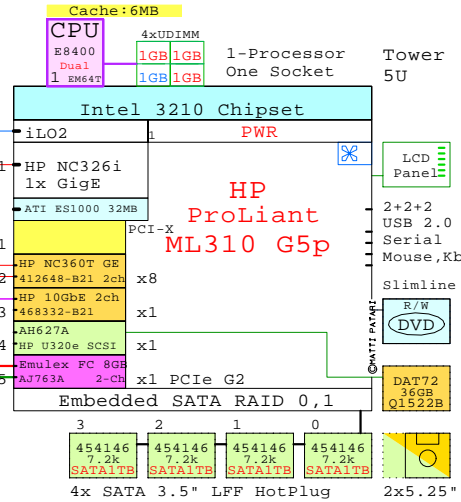 Cache:6MB
CPU
E8400
Dual
1 EM64T
4xUDIMM
1GB 1GB
1GB 1GB
1-Processor
One Socket
Tower
5U
Intel 3210 Chipset
iLO2
1
PWR
HP NC326i
1x GigE
LCD
Panel
ATI ES1000 32MB
HP
ProLiant
ML310 G5p
PCI-X
2+2+2
USB 2.0
Serial
Mouse,Kb
1
HP NC360T GE
412648-B21 2ch
2
x8
HP 10GbE 2ch
468332-B21
3
x1
AH627A
HP U320e SCSI
4
x1
Emulex FC 8GB
AJ763A 2-Ch
5
x1 PCIe G2
Slimline
R/W
DVD
©MATTI PATARI
DAT72
36GB
Q1522B
Embedded SATA RAID 0,1
3 2 1 0
454146 454146 454146 454146
7.2k 7.2k 7.2k 7.2k
SATA1TB SATA1TB SATA1TB SATA1TB
4x SATA 3.5" LFF HotPlug
2x5.25"